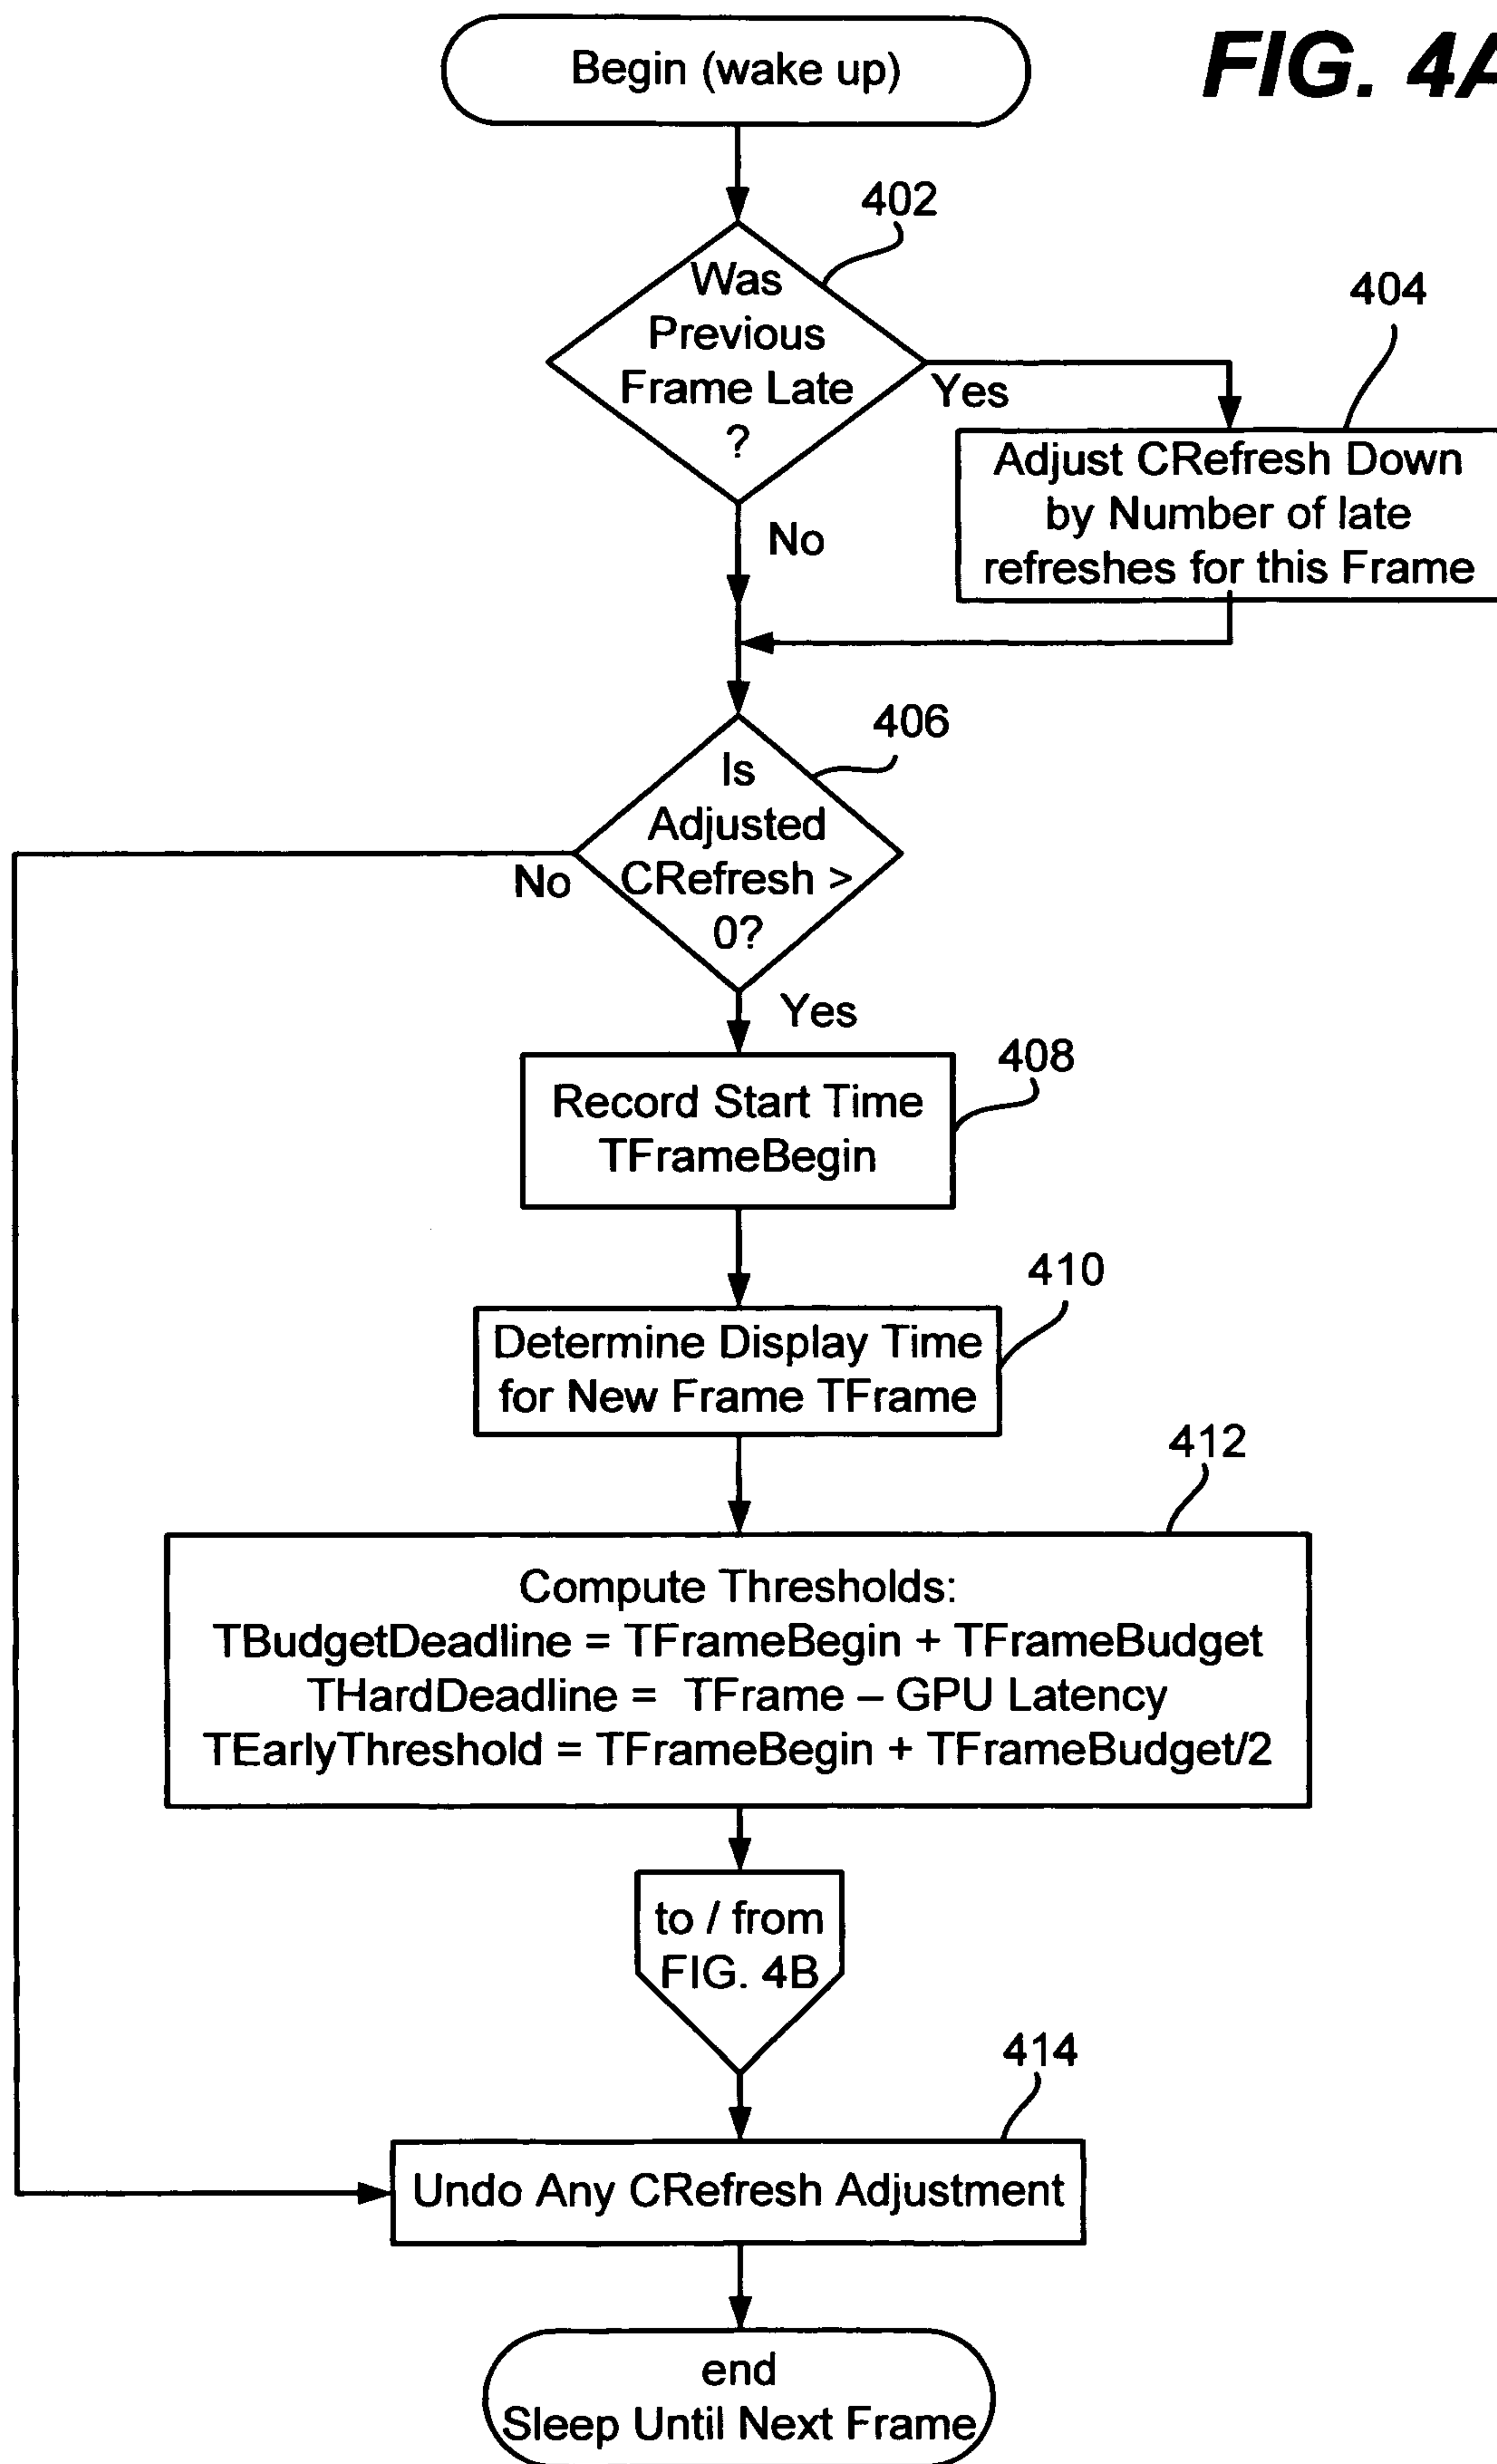 FIG. 4A
Begin (wake up)
402
Was
Previous
Frame Late
?
Yes
No
404
Adjust CRefresh Down
by Number of late
refreshes for this Frame
406
Is
Adjusted
CRefresh >
0?
No
Yes
408
Record Start Time
TFrameBegin
410
Determine Display Time
for New Frame TFrame
412
Compute Thresholds:
TBudgetDeadline = TFrameBegin + TFrameBudget
THardDeadline = TFrame – GPU Latency
TEarlyThreshold = TFrameBegin + TFrameBudget/2
to / from
FIG. 4B
414
Undo Any CRefresh Adjustment
end
Sleep Until Next Frame